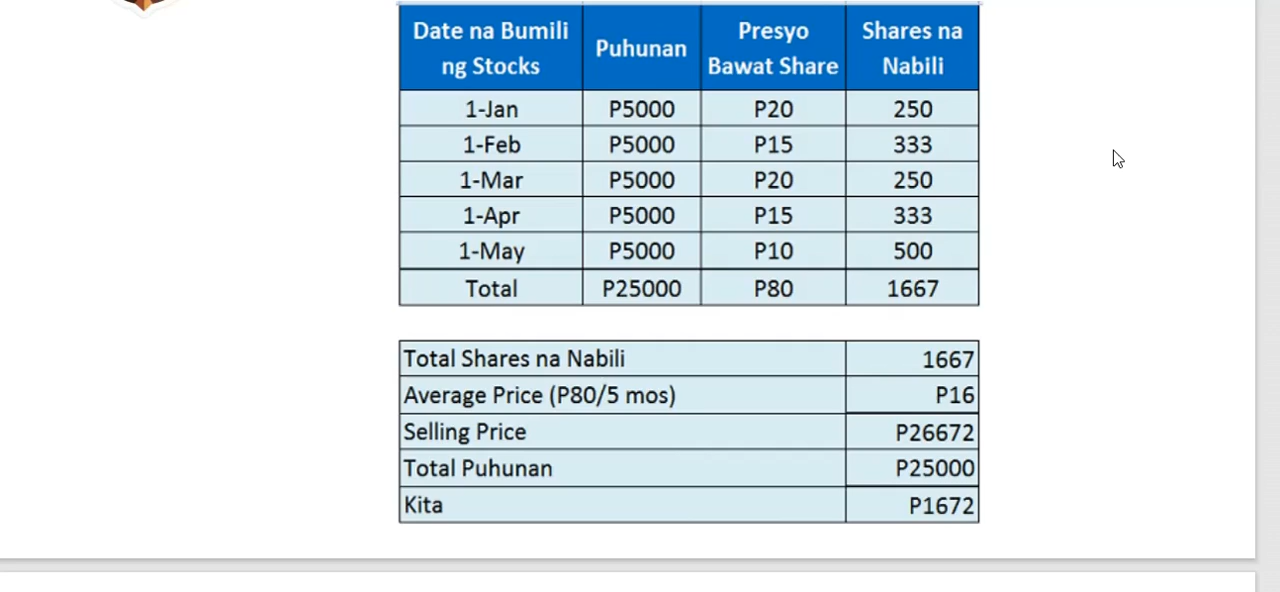 Date na Bumili ng Stocks Puhunan Presyo Bawat Share Shares na Nabili
1-Jan P5000 P20 250
1-Feb P5000 P15 333
1-Mar P5000 P20 250
1-Apr P5000 P15 333
1-May P5000 P10 500
Total P25000 P80 1667
Total Shares na Nabili 1667
Average Price (P80/5 mos) P16
Selling Price P26672
Total Puhunan P25000
Kita P1672